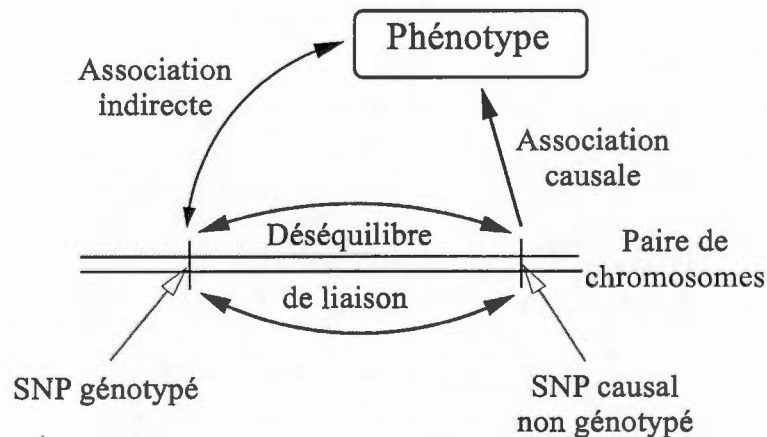 Phénotype
Association
indirecte
Association
causale
Déséquilibre
de liaison
Paire de
chromosomes
SNP génotypé
SNP causal
non génotypé